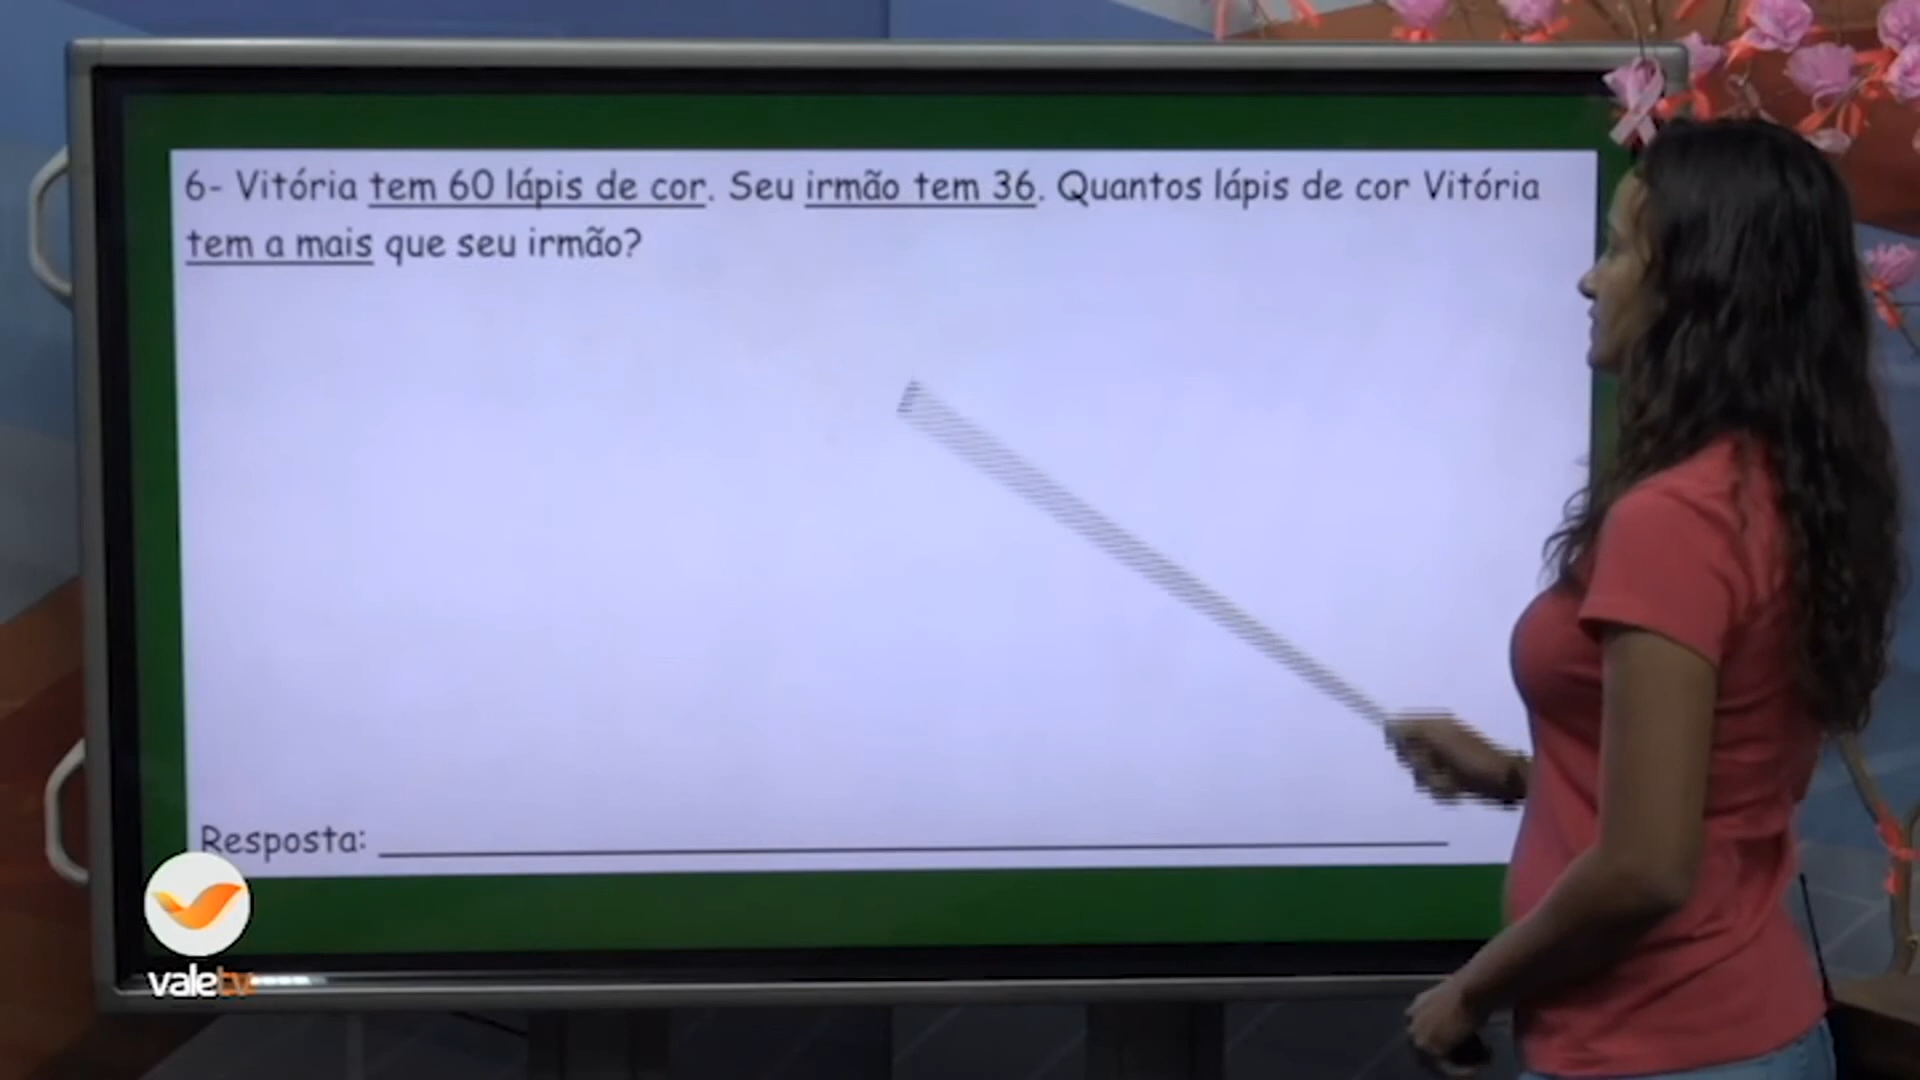 6- Vitória tem 60 lápis de cor. Seu irmão tem 36. Quantos lápis de cor Vitória
tem a mais que seu irmão?
Resposta:
valetv